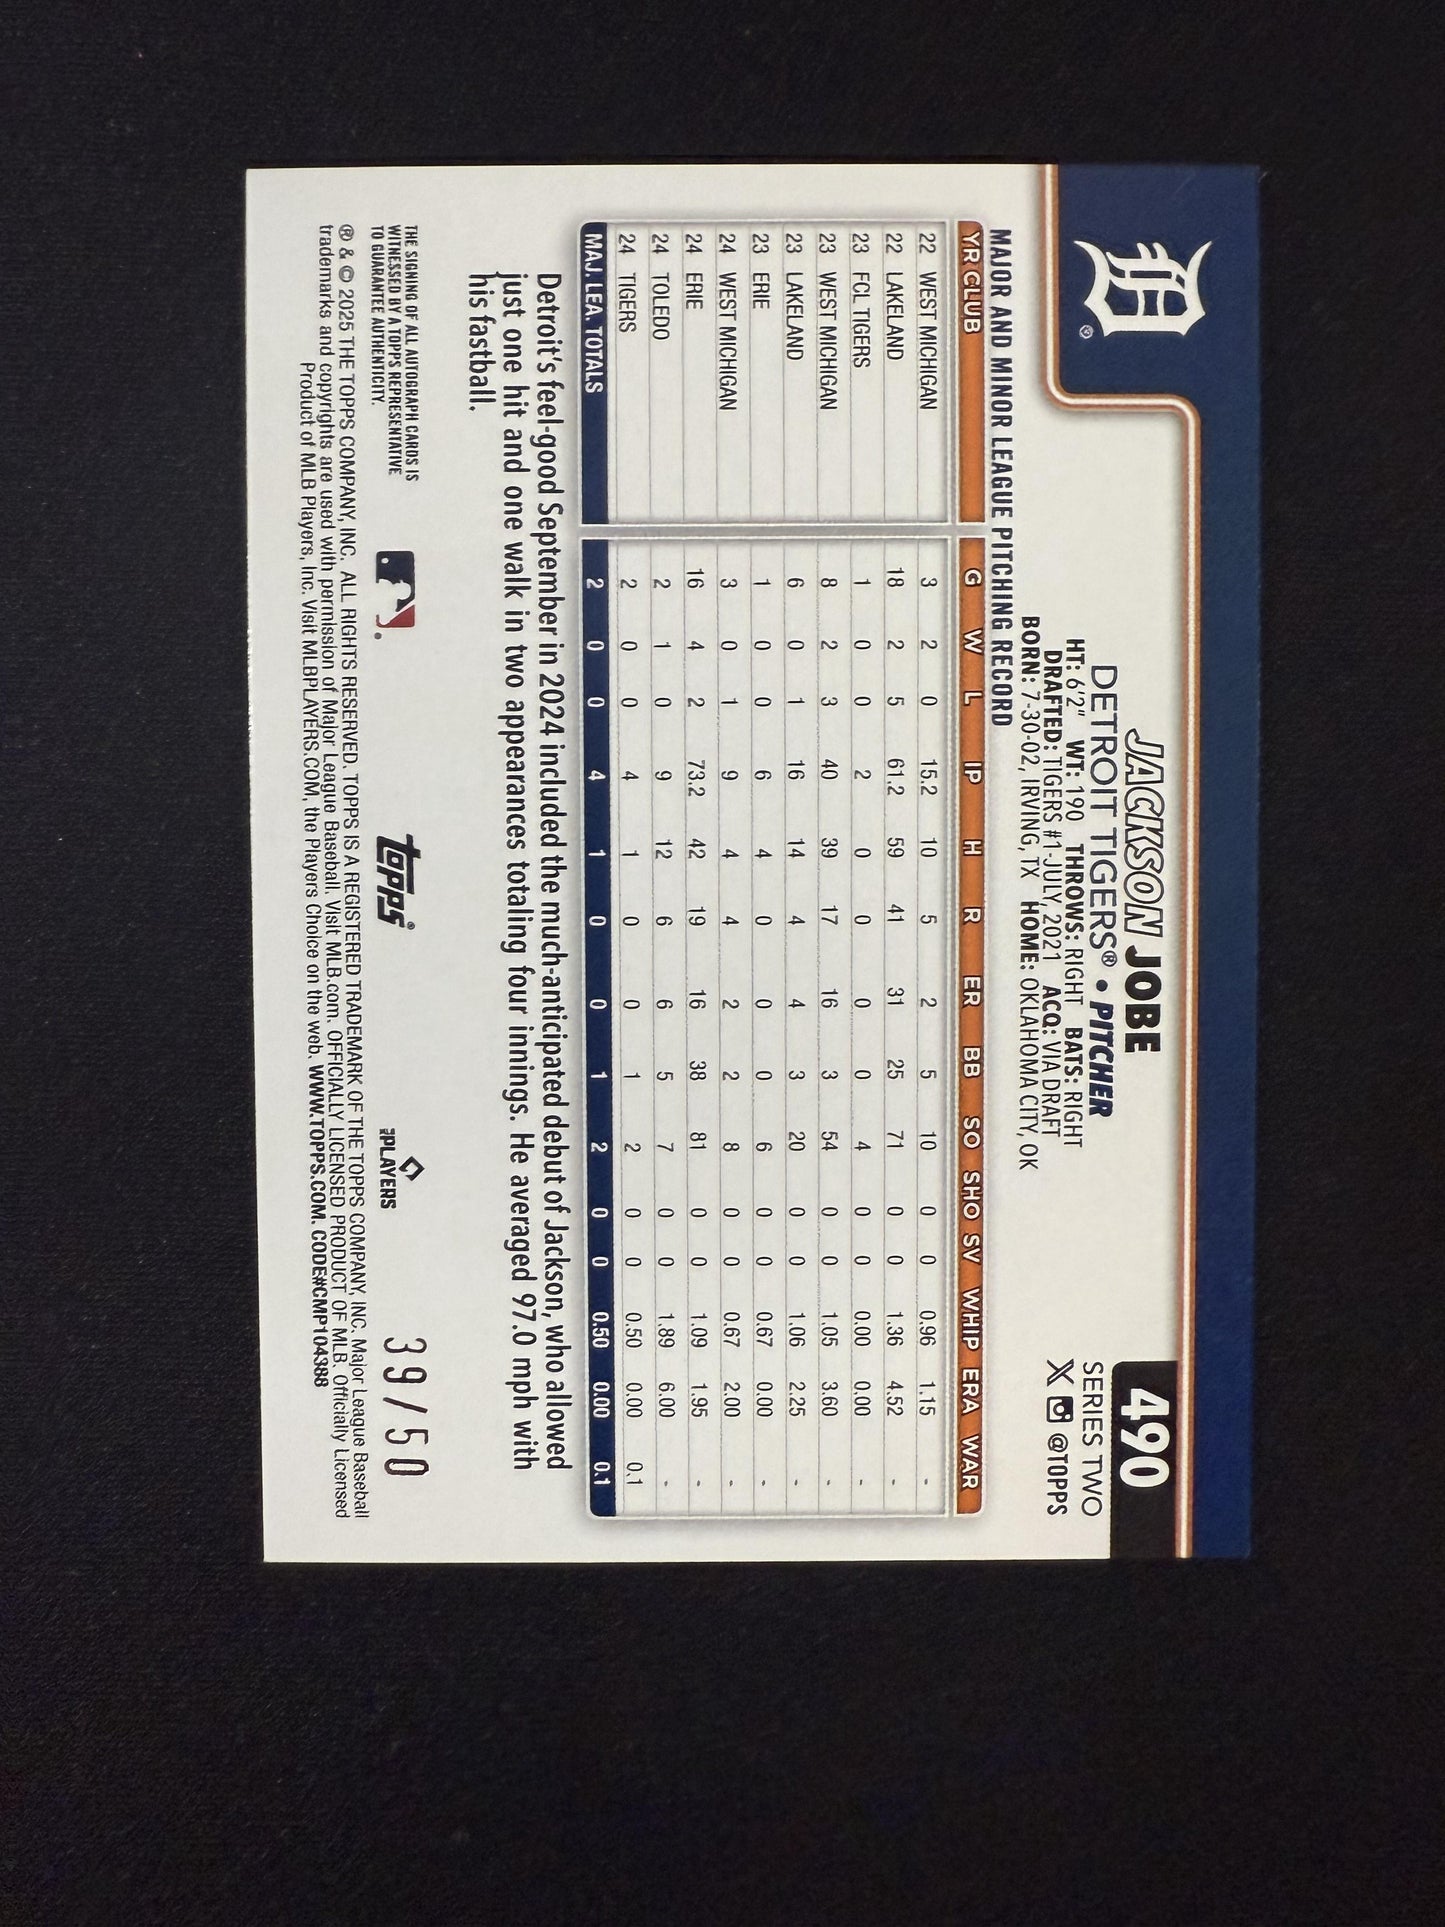 JACKSON JOBE
DETROIT TIGERS® • PITCHER
HT: 6'2" WT: 190 THROWS: RIGHT BATS: RIGHT
DRAFTED: TIGERS #1-JULY, 2021 ACQ: VIA DRAFT
BORN: 7-30-02, IRVING, TX HOME: OKLAHOMA CITY, OK
490
SERIES TWO
@TOPPS
MAJOR AND MINOR LEAGUE PITCHING RECORD
YR CLUB G W L IP H R ER BB SO SHO SV WHIP ERA WAR
22 WEST MICHIGAN 3 2 0 15.2 10 5 2 5 10 0 0 0.96 1.15 -
22 LAKELAND 18 2 5 61.2 59 41 31 25 71 0 0 1.36 4.52 -
23 FCL TIGERS 1 0 0 2 0 0 0 0 4 0 0 0.00 0.00 -
23 WEST MICHIGAN 8 2 3 40 39 17 16 3 54 0 0 1.05 3.60 -
23 LAKELAND 6 0 1 16 14 4 4 3 20 0 0 1.06 2.25 -
23 ERIE 1 0 0 6 4 0 0 0 6 0 0 0.67 0.00 -
24 WEST MICHIGAN 3 0 1 9 4 4 2 2 8 0 0 0.67 2.00 -
24 ERIE 16 4 2 73.2 42 19 16 38 81 0 0 1.09 1.95 -
24 TOLEDO 2 1 0 9 12 6 6 5 7 0 0 1.89 6.00 -
24 TIGERS 2 0 0 4 1 0 0 1 2 0 0 0.50 0.00 0.1
MAJ. LEA. TOTALS 2 0 0 4 1 0 0 1 2 0 0 0.50 0.00 0.1
Detroit's feel-good September in 2024 included the much-anticipated debut of Jackson, who allowed
just one hit and one walk in two appearances totaling four innings. He averaged 97.0 mph with
his fastball.
THE SIGNING OF ALL AUTOGRAPH CARDS IS
WITNESSED BY A TOPPS REPRESENTATIVE
TO GUARANTEE AUTHENTICITY.
topps®
MLB PLAYERS
39/50
® & © 2025 THE TOPPS COMPANY, INC. ALL RIGHTS RESERVED. TOPPS IS A REGISTERED TRADEMARK OF THE TOPPS COMPANY, INC. Major League Baseball
trademarks and copyrights are used with permission of Major League Baseball. Visit MLB.com. OFFICIALLY LICENSED PRODUCT OF MLB. Officially Licensed
Product of MLB Players, Inc. Visit MLBPLAYERS.COM, the Players Choice on the web. WWW.TOPPS.COM. CODE#CMP104388